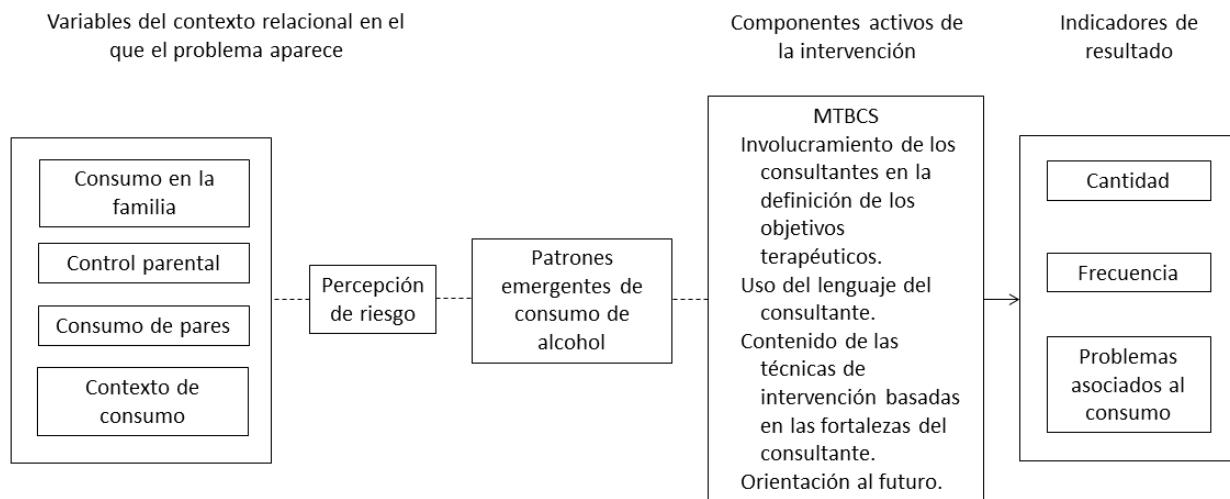 Variables del contexto relacional en el
que el problema aparece
Componentes activos de
la intervención
Indicadores de
resultado
Consumo en la
familia
Control parental
Consumo de pares
Contexto de
consumo
Percepción
de riesgo
Patrones
emergentes de
consumo de
alcohol
MTBCS
Involucramiento de los
consultantes en la
definición de los
objetivos
terapéuticos.
Uso del lenguaje del
consultante.
Contenido de las
técnicas de
intervención basadas
en las fortalezas del
consultante.
Orientación al futuro.
Cantidad
Frecuencia
Problemas
asociados al
consumo